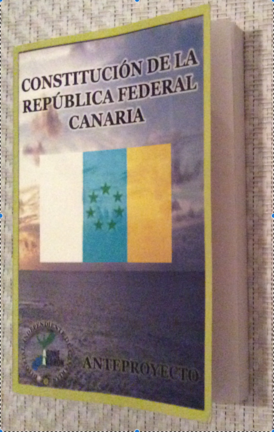 CONSTITUCIÓN DE LA
REPÚBLICA FEDERAL
CANARIA
ANTEPROYECTO